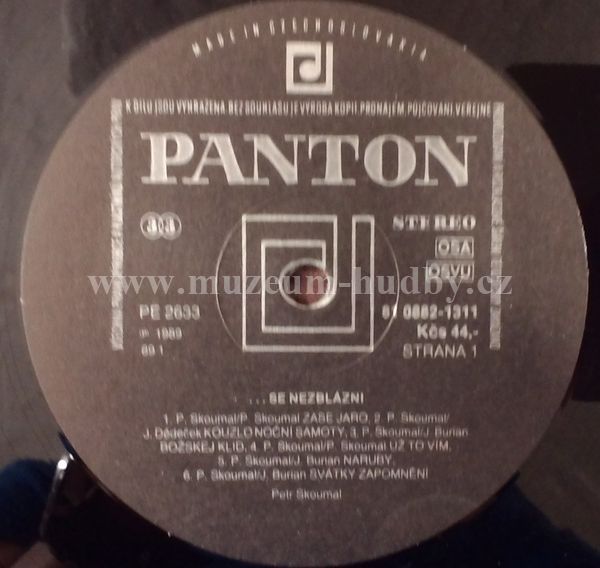 MADE IN CZECHOSLOVAKIA
K DÍLU JSOU VYHRAZENA BEZ SOUHLASU JE VÝROBA KOPIÍ PRONÁJEM, PŮJČOVÁNÍ VEŘEJNÉ
PANTON
33 STEREO
OSA
OSVU
www.muzeum-hudby.cz
PE 2633 81 0882-1311
℗ 1989 Kčs 44,-
89 1 STRANA 1
...SE NEZBLÁZNI
1. P. Skoumal/P. Skoumal ZASE JARO, 2. P. Skoumal/
J. Dědeček KOUZLO NOČNÍ SAMOTY, 3. P. Skoumal/J. Burian
BOŽSKEJ KLID, 4. P. Skoumal/P. Skoumal UŽ TO VÍM,
5. P. Skoumal/J. Burian NARUBY,
6. P. Skoumal/J. Burian SVÁTKY ZAPOMNĚNÍ
Petr Skoumal